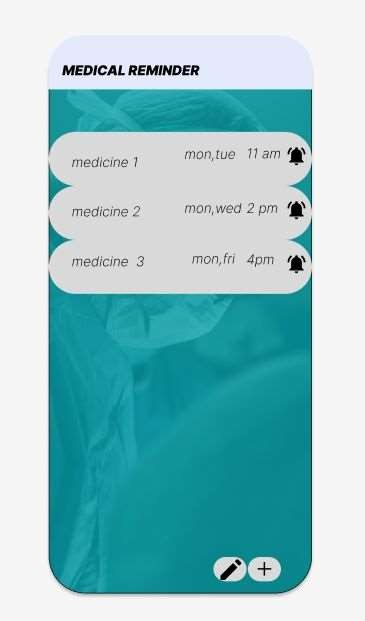 MEDICAL REMINDER
medicine 1 mon,tue 11 am
medicine 2 mon,wed 2 pm
medicine 3 mon,fri 4pm